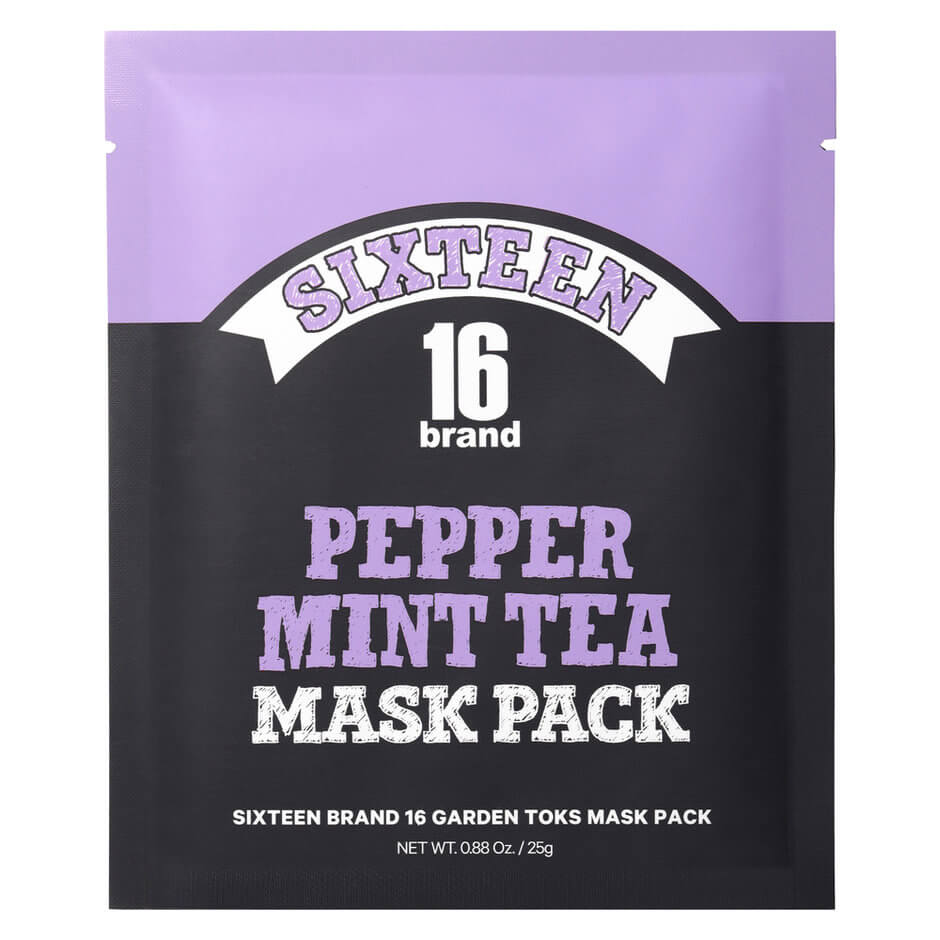 SIXTEEN
16
brand
PEPPER
MINT TEA
MASK PACK
SIXTEEN BRAND 16 GARDEN TOKS MASK PACK
NET WT. 0.88 Oz. / 25g